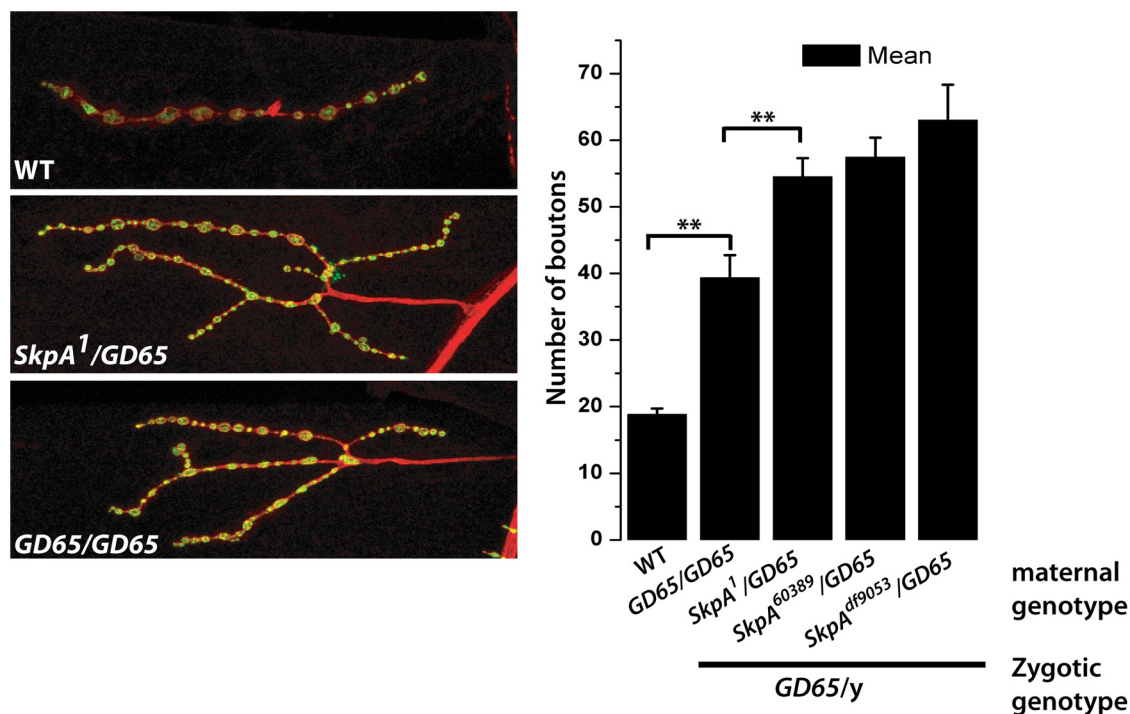 WT
SkpA¹/GD65
GD65/GD65
Mean
Number of boutons
70
60
50
40
30
20
10
0
**
**
WT
GD65/GD65
SkpA¹/GD65
SkpA⁶⁰³⁸⁹/GD65
SkpAᵈᶠ⁹⁰⁵³/GD65
maternal
genotype
GD65/y
Zygotic
genotype